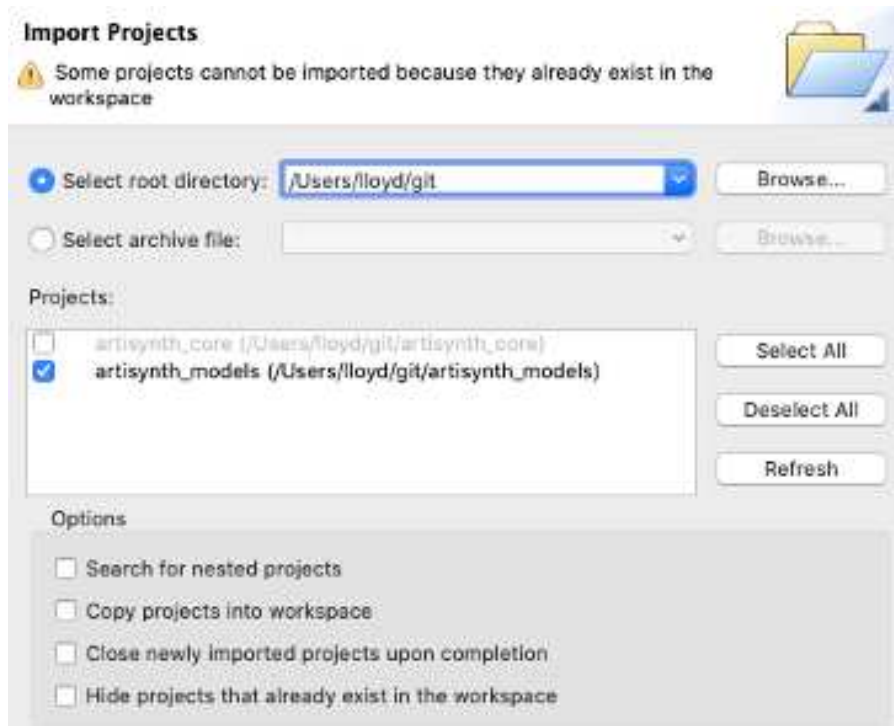 Import Projects
Some projects cannot be imported because they already exist in the
workspace
Select root directory: /Users/lloyd/git Browse...
Select archive file: Browse...
Projects:
artisynth_core (/Users/lloyd/git/artisynth_core)
artisynth_models (/Users/lloyd/git/artisynth_models)
Select All
Deselect All
Refresh
Options
Search for nested projects
Copy projects into workspace
Close newly imported projects upon completion
Hide projects that already exist in the workspace